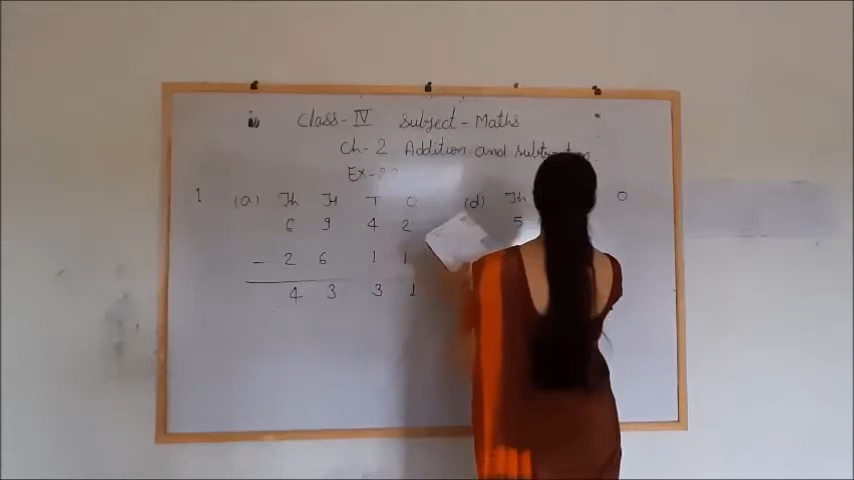 Class-IV Subject-Maths
Ch-2 Addition and
Ex-
1 (a) Th H T O (d) Th O
6 9 4 2 5
- 2 6 1 1
4 3 3 1